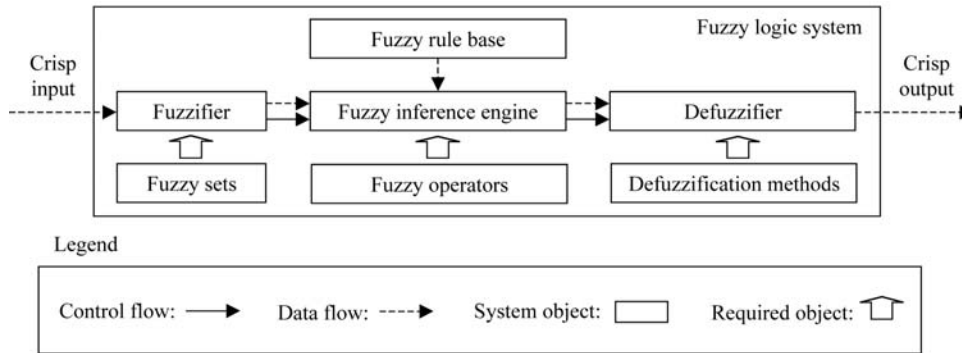 Fuzzy logic system
Fuzzy rule base
Crisp
input
Fuzzifier
Fuzzy inference engine
Defuzzifier
Crisp
output
Fuzzy sets
Fuzzy operators
Defuzzification methods
Legend
Control flow:
Data flow:
System object:
Required object: